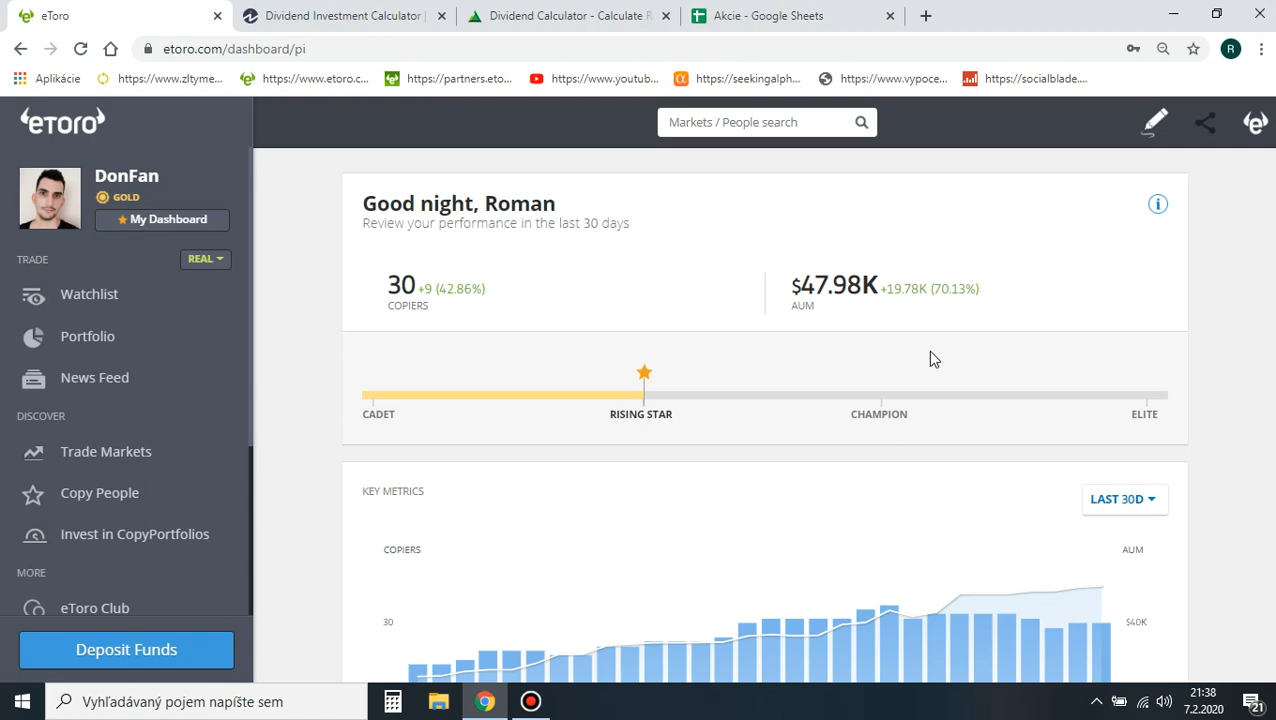 eToro
Dividend Investment Calculator |
Dividend Calculator - Calculate R
Akcie - Google Sheets
etoro.com/dashboard/pi
R
Aplikácie
https://www.zltyme...
https://www.etoro.c...
https://partners.eto...
https://www.youtub...
https://seekingalph...
https://www.vypoce...
https://socialblade....
eToro
Markets / People search
DonFan
GOLD
My Dashboard
TRADE
REAL
Watchlist
Portfolio
News Feed
DISCOVER
Trade Markets
Copy People
Invest in CopyPortfolios
MORE
eToro Club
Deposit Funds
Good night, Roman
Review your performance in the last 30 days
30 +9 (42.86%)
COPIERS
$47.98K +19.78K (70.13%)
AUM
CADET
RISING STAR
CHAMPION
ELITE
KEY METRICS
LAST 30D
COPIERS
AUM
30
$40K
Vyhľadávaný pojem napíšte sem
21:38
7.2.2020
21